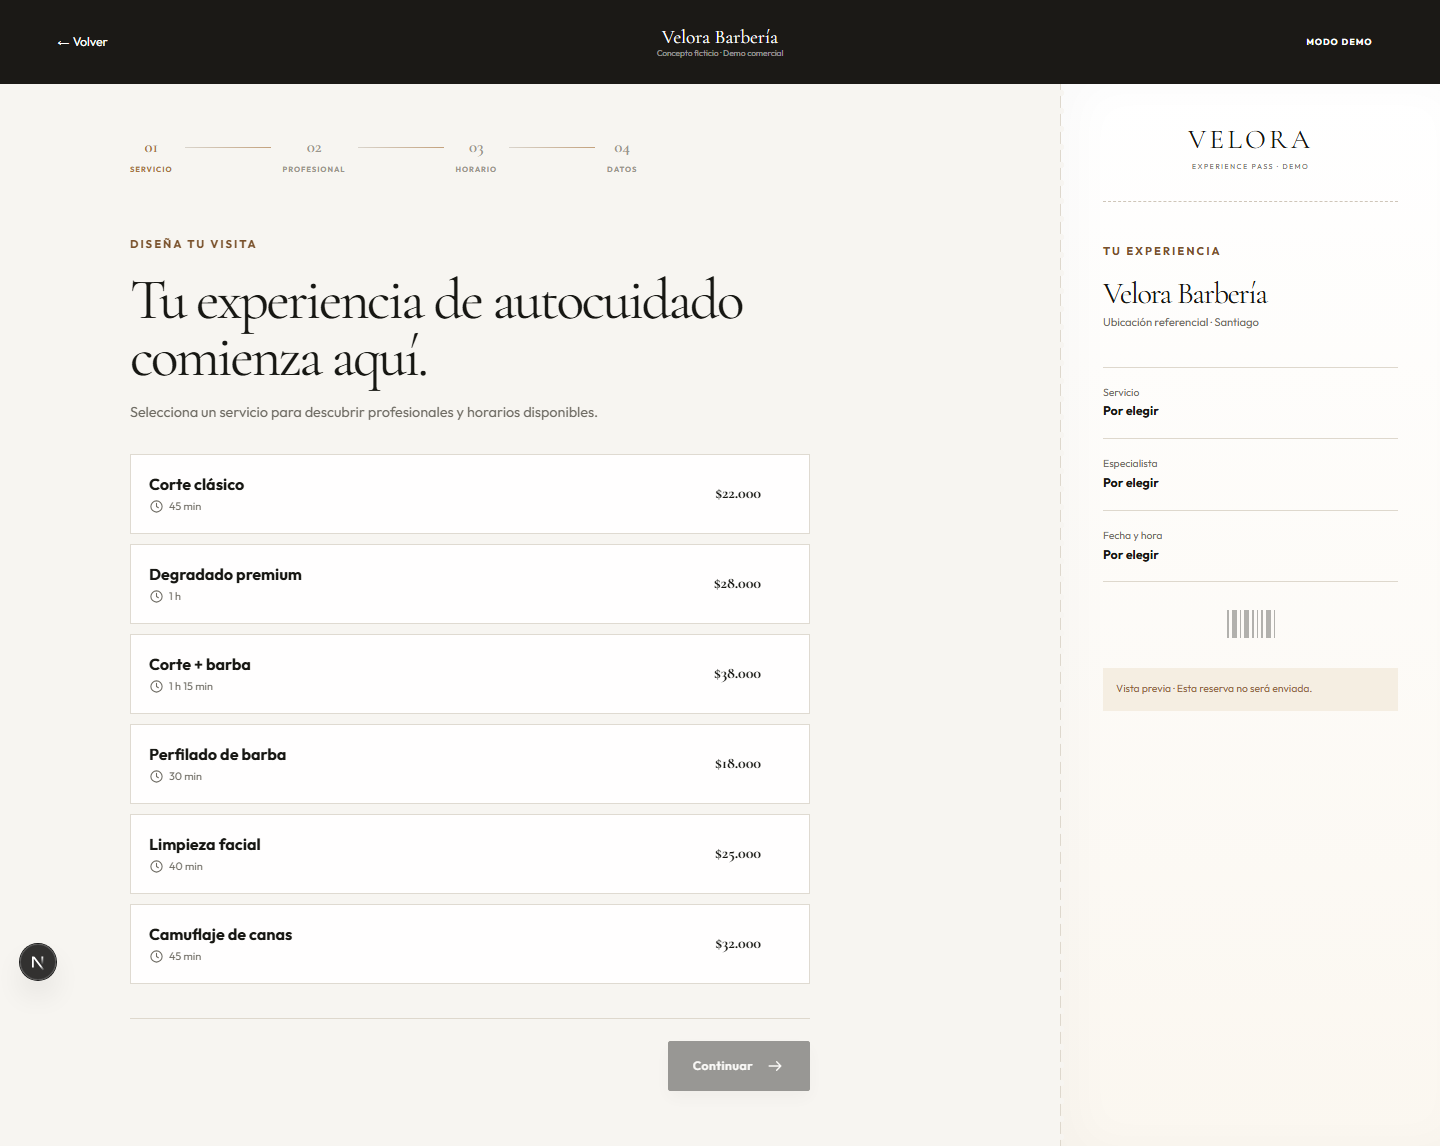 ← Volver
Velora Barbería
Concepto ficticio · Demo comercial
MODO DEMO
01
SERVICIO
02
PROFESIONAL
03
HORARIO
04
DATOS
DISEÑA TU VISITA
Tu experiencia de autocuidado
comienza aquí.
Selecciona un servicio para descubrir profesionales y horarios disponibles.
Corte clásico
45 min
$22.000
Degradado premium
1 h
$28.000
Corte + barba
1 h 15 min
$38.000
Perfilado de barba
30 min
$18.000
Limpieza facial
40 min
$25.000
Camuflaje de canas
45 min
$32.000
Continuar →
VELORA
EXPERIENCE PASS · DEMO
TU EXPERIENCIA
Velora Barbería
Ubicación referencial · Santiago
Servicio
Por elegir
Especialista
Por elegir
Fecha y hora
Por elegir
Vista previa · Esta reserva no será enviada.
N